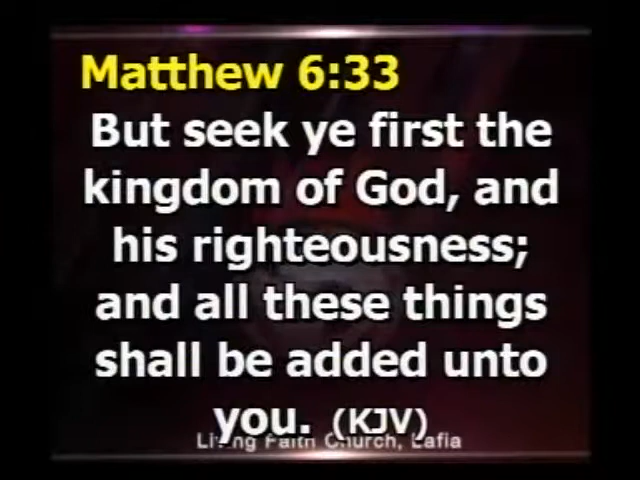 Matthew 6:33
But seek ye first the
kingdom of God, and
his righteousness;
and all these things
shall be added unto
you. (KJV)
Living Faith Church, Lafia